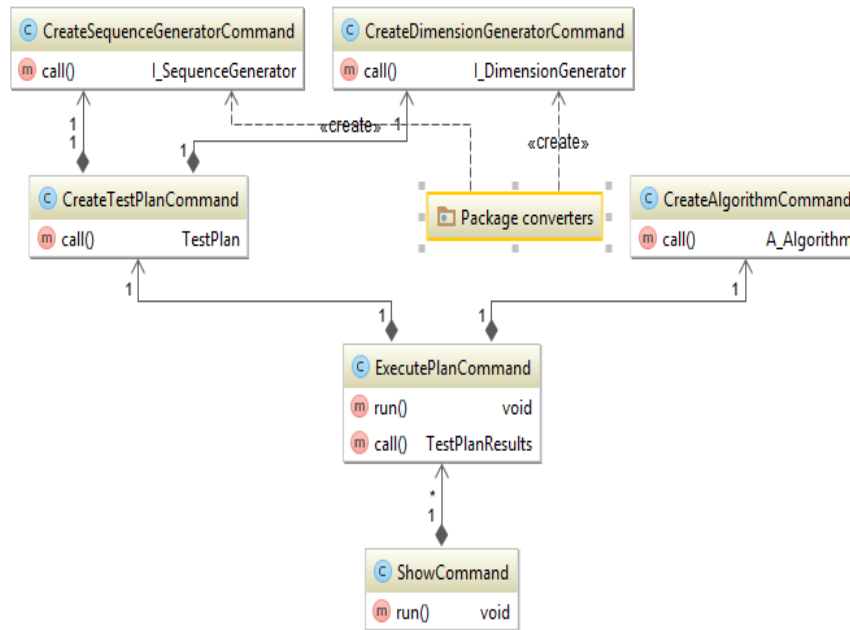 C CreateSequenceGeneratorCommand
m call() I_SequenceGenerator
C CreateDimensionGeneratorCommand
m call() I_DimensionGenerator
1
1
«create»
1
1
«create»
C CreateTestPlanCommand
m call() TestPlan
Package converters
C CreateAlgorithmCommand
m call() A_Algorithm
1
1
1
1
C ExecutePlanCommand
m run() void
m call() TestPlanResults
*
1
C ShowCommand
m run() void